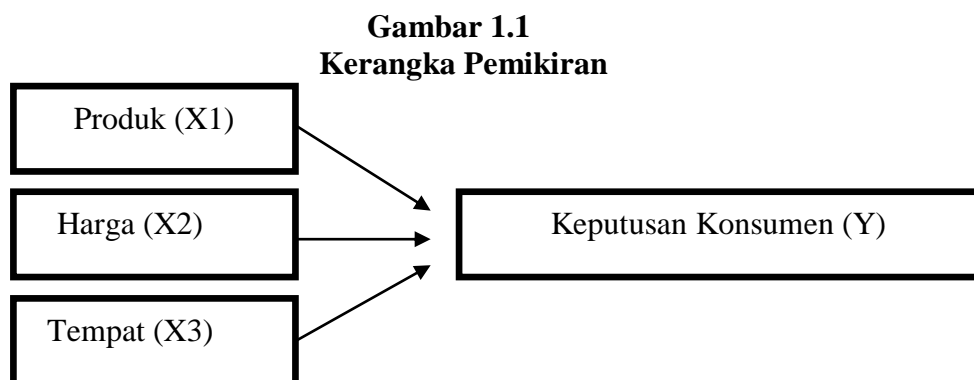 Gambar 1.1
Kerangka Pemikiran
Produk (X1)
Harga (X2)
Keputusan Konsumen (Y)
Tempat (X3)